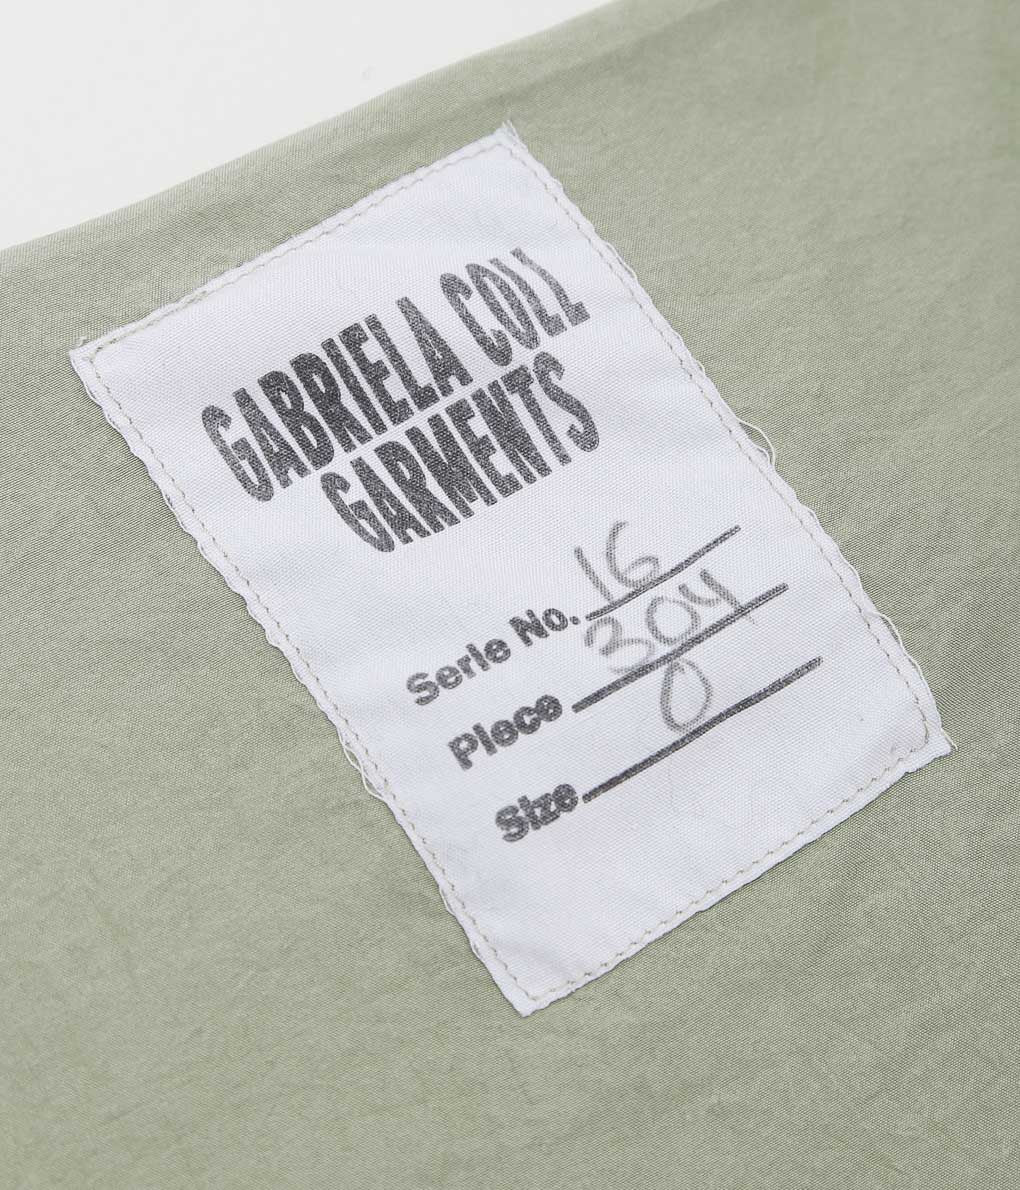 GABRIELA COLL
GARMENTS
Serie No. 16
Piece 304
Size 0